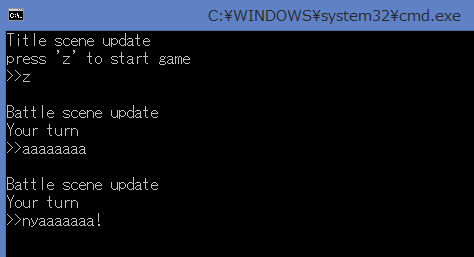 C:¥WINDOWS¥system32¥cmd.exe
Title scene update
press 'z' to start game
>>z
Battle scene update
Your turn
>>aaaaaaaa
Battle scene update
Your turn
>>nyaaaaaaa!